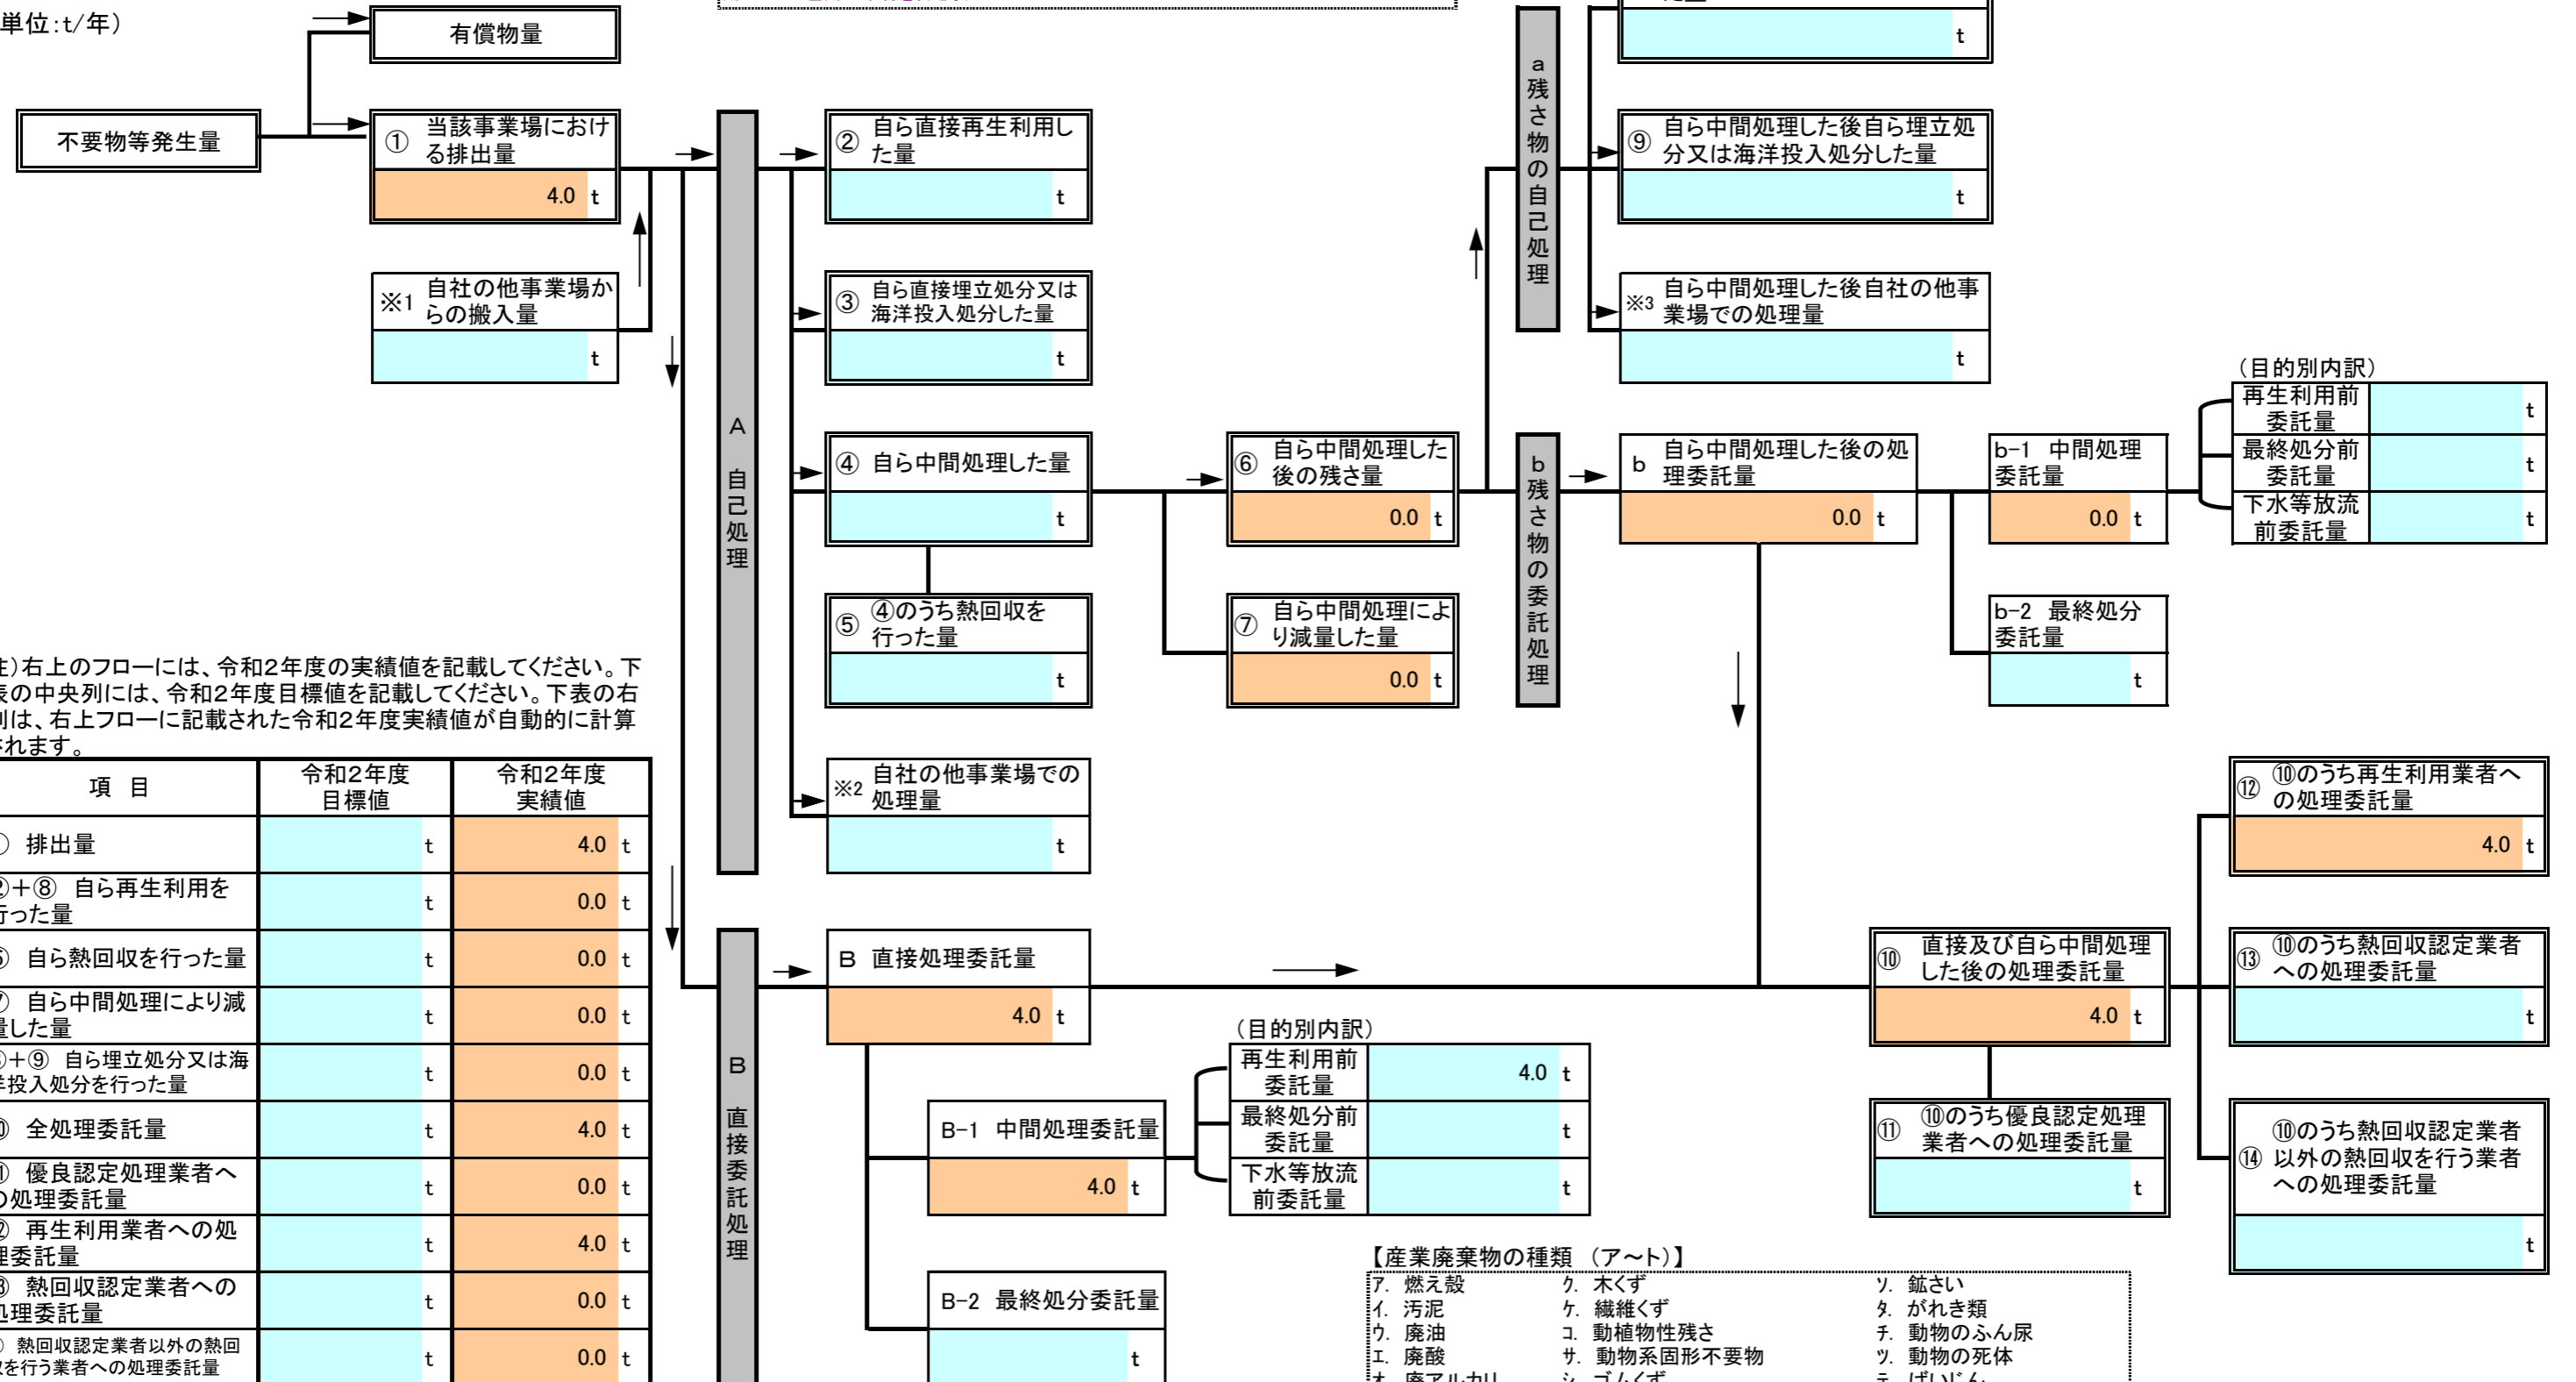 単位:t/年）
有償物量
t
不要物等発生量
① 当該事業場におけ
る排出量
4.0 t
② 自ら直接再生利用し
た量
t
⑨ 自ら中間処理した後自ら埋立処
分又は海洋投入処分した量
t
a残さ物の自己処理
※1 自社の他事業場か
らの搬入量
t
③ 自ら直接埋立処分又は
海洋投入処分した量
t
※3 自ら中間処理した後自社の他事
業場での処理量
t
A 自己処理
④ 自ら中間処理した量
t
⑥ 自ら中間処理した
後の残さ量
0.0 t
b残さ物の委託処理
b 自ら中間処理した後の処
理委託量
0.0 t
b-1 中間処理
委託量
0.0 t
（目的別内訳）
再生利用前
委託量
t
最終処分前
委託量
t
下水等放流
前委託量
t
⑤ ④のうち熱回収を
行った量
t
⑦ 自ら中間処理によ
り減量した量
0.0 t
b-2 最終処分
委託量
t
）右上のフローには、令和2年度の実績値を記載してください。下
表の中央列には、令和2年度目標値を記載してください。下表の右
列は、右上フローに記載された令和2年度実績値が自動的に計算
されます。
※2 自社の他事業場での
処理量
t
項 目 令和2年度
目標値 令和2年度
実績値
排出量 t 4.0 t
②＋⑧ 自ら再生利用を
行った量 t 0.0 t
自ら熱回収を行った量 t 0.0 t
⑦ 自ら中間処理により減
量した量 t 0.0 t
③＋⑨ 自ら埋立処分又は海
洋投入処分を行った量 t 0.0 t
⑩ 全処理委託量 t 4.0 t
⑪ 優良認定処理業者へ
の処理委託量 t 0.0 t
⑫ 再生利用業者への処
理委託量 t 4.0 t
⑬ 熱回収認定業者への
処理委託量 t 0.0 t
熱回収認定業者以外の熱回
収を行う業者への処理委託量 t 0.0 t
B 直接委託処理
B 直接処理委託量
4.0 t
B-1 中間処理委託量
4.0 t
（目的別内訳）
再生利用前
委託量
4.0 t
最終処分前
委託量
t
下水等放流
前委託量
t
B-2 最終処分委託量
t
⑩ 直接及び自ら中間処理
した後の処理委託量
4.0 t
⑪ ⑩のうち優良認定処理
業者への処理委託量
t
⑫ ⑩のうち再生利用業者へ
の処理委託量
4.0 t
⑬ ⑩のうち熱回収認定業者
への処理委託量
t
⑭ ⑩のうち熱回収認定業者
以外の熱回収を行う業者
への処理委託量
t
【産業廃棄物の種類 （ア～ト）】
ｱ. 燃え殻 ｸ. 木くず ｿ. 鉱さい
ｲ. 汚泥 ｹ. 繊維くず ﾀ. がれき類
ｳ. 廃油 ｺ. 動植物性残さ ﾁ. 動物のふん尿
ｴ. 廃酸 ｻ. 動物系固形不要物 ﾂ. 動物の死体
ｵ. 廃アルカリ ｼ. ゴムくず ﾃ. ばいじん